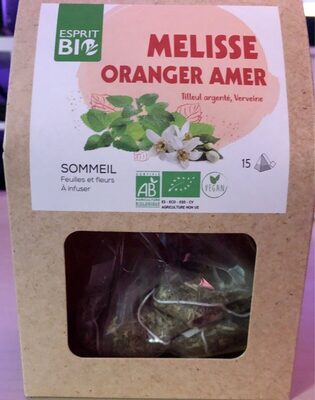 ESPRIT
BIO
MELISSE
ORANGER AMER
Tilleul argenté, Verveine
SOMMEIL
Feuilles et fleurs
À infuser
15
CERTIFIÉ
AB
AGRICULTURE
BIOLOGIQUE
VEGAN
AGRICULTURE NON UE